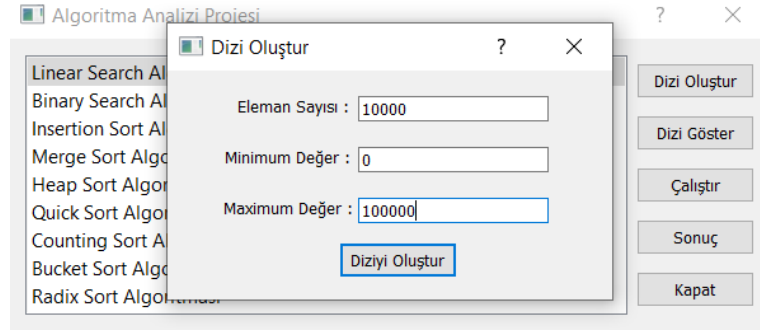 Algoritma Analizi Projesi
Dizi Oluştur
Eleman Sayısı : 10000
Minimum Değer : 0
Maximum Değer : 100000
Diziyi Oluştur
Linear Search Al
Binary Search Al
Insertion Sort Al
Merge Sort Algo
Heap Sort Algor
Quick Sort Algor
Counting Sort A
Bucket Sort Algo
Radix Sort Algoritması
Dizi Oluştur
Dizi Göster
Çalıştır
Sonuç
Kapat